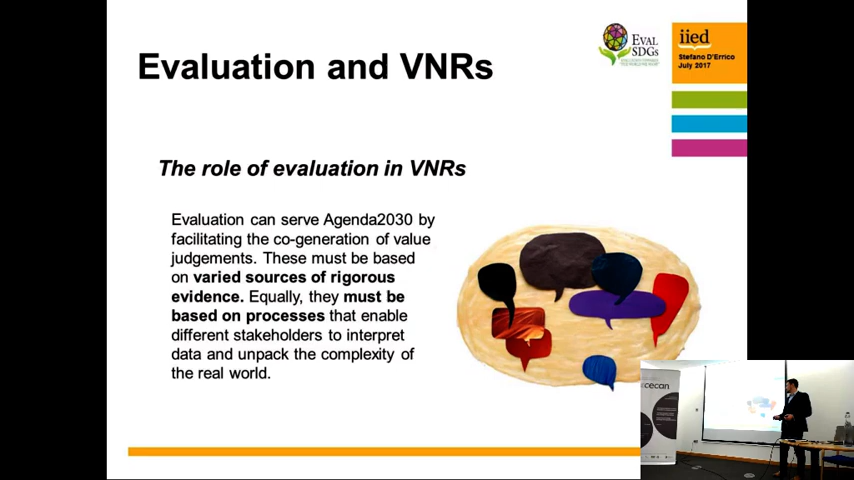 Evaluation and VNRs
EVAL
SDGs
iied
Stefano D'Errico
July 2017
The role of evaluation in VNRs
Evaluation can serve Agenda2030 by
facilitating the co-generation of value
judgements. These must be based
on varied sources of rigorous
evidence. Equally, they must be
based on processes that enable
different stakeholders to interpret
data and unpack the complexity of
the real world.
cecan